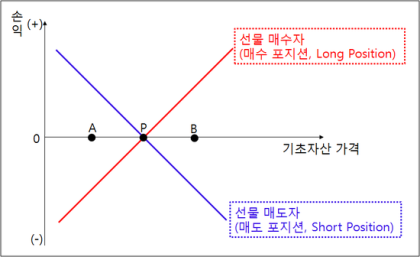 손익
(+)
선물 매수자
(매수 포지션, Long Position)
A
P
B
0
기초자산 가격
선물 매도자
(매도 포지션, Short Position)
(-)